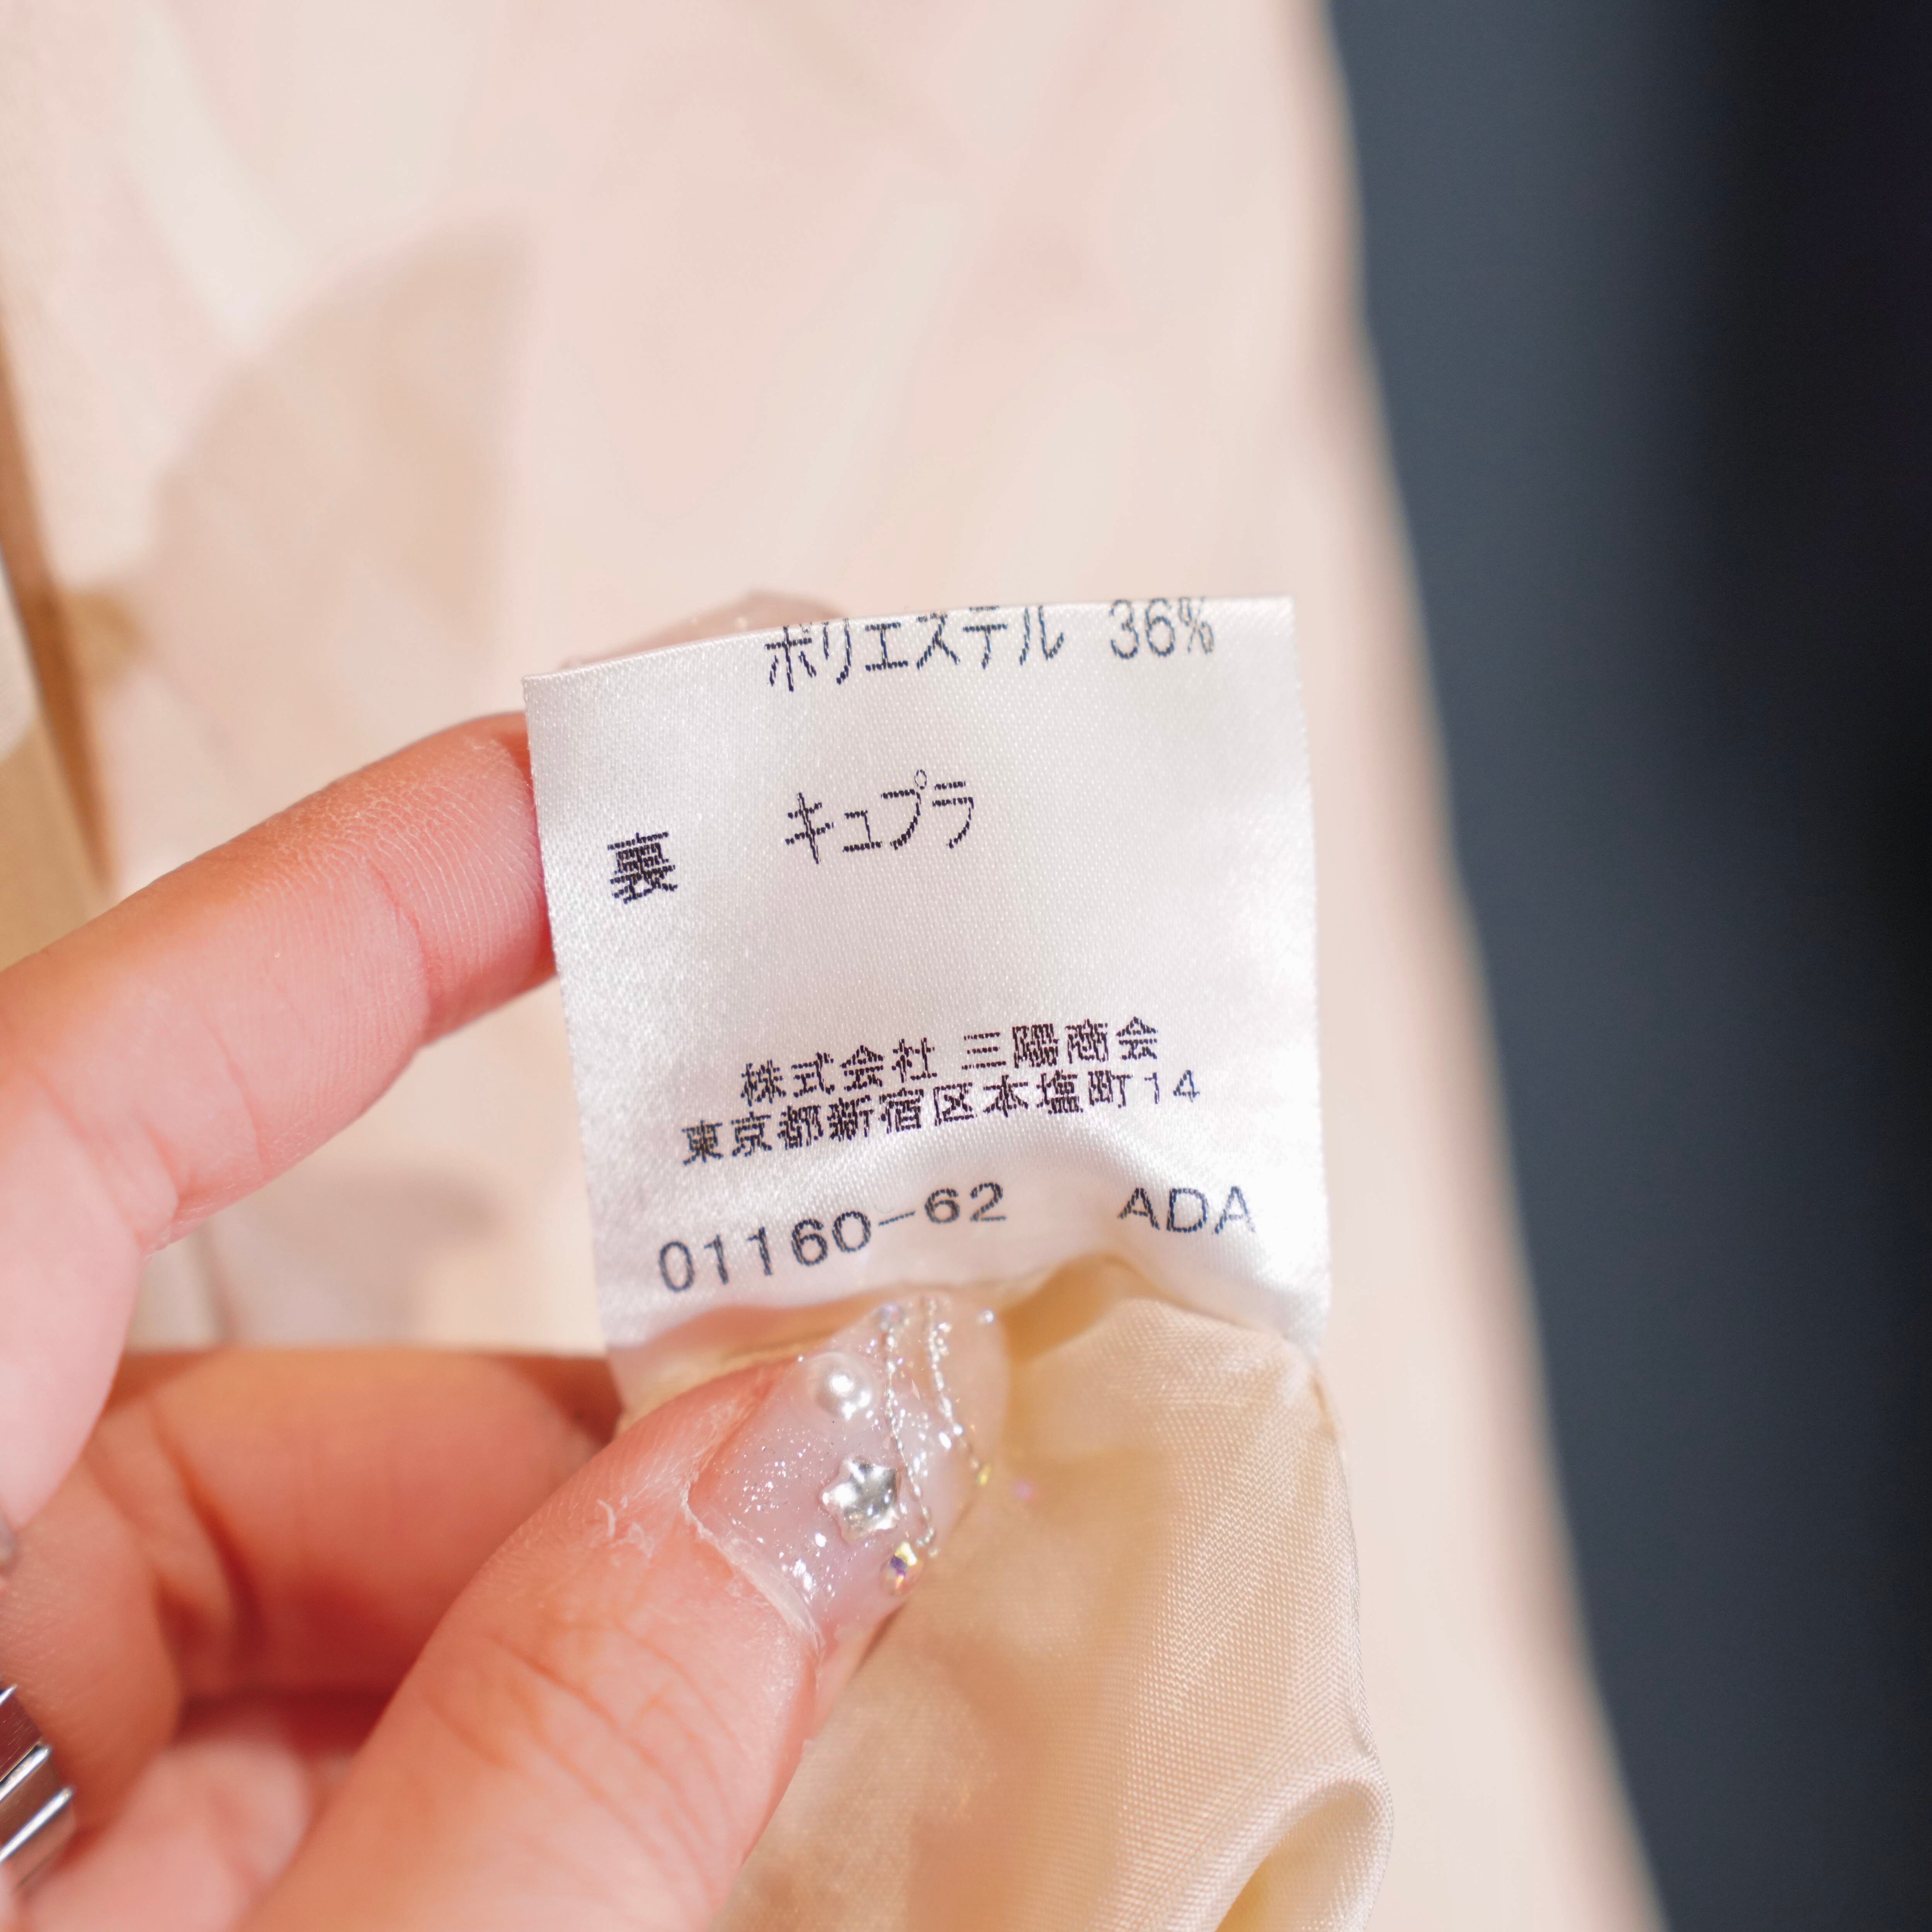 ポリエステル 36%
裏 キュプラ
株式会社 三陽商会
東京都新宿区本塩町14
01160-62 ADA